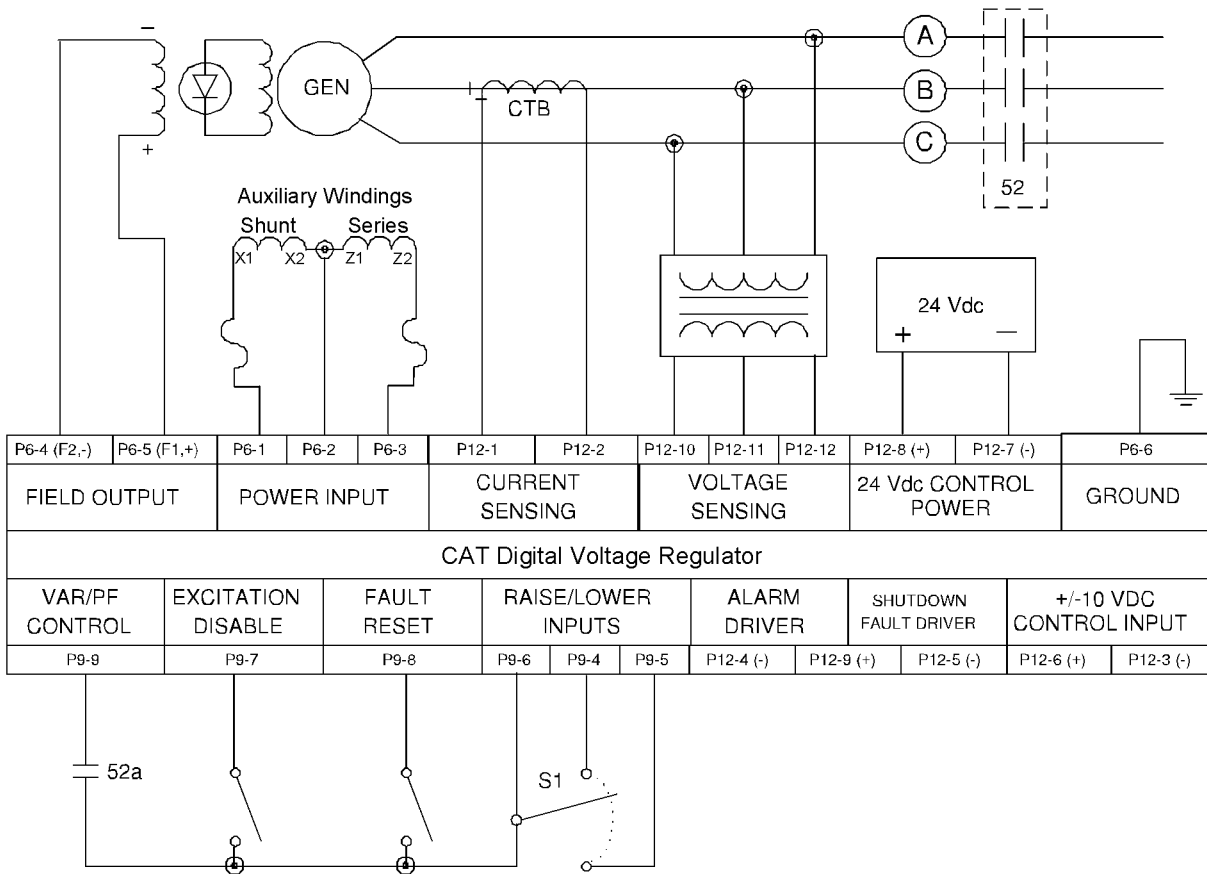 −
+
GEN
A
B
C
+
−
CTB
52
Auxiliary Windings
Shunt Series
X1 X2 Z1 Z2
24 Vdc
+ −
P6-4 (F2,-) P6-5 (F1,+) P6-1 P6-2 P6-3 P12-1 P12-2 P12-10 P12-11 P12-12 P12-8 (+) P12-7 (-) P6-6
FIELD OUTPUT
POWER INPUT
CURRENT
SENSING
VOLTAGE
SENSING
24 Vdc CONTROL
POWER
GROUND
CAT Digital Voltage Regulator
VAR/PF
CONTROL
EXCITATION
DISABLE
FAULT
RESET
RAISE/LOWER
INPUTS
ALARM
DRIVER
SHUTDOWN
FAULT DRIVER
+/-10 VDC
CONTROL INPUT
P9-9 P9-7 P9-8 P9-6 P9-4 P9-5 P12-4 (-) P12-9 (+) P12-5 (-) P12-6 (+) P12-3 (-)
52a
S1